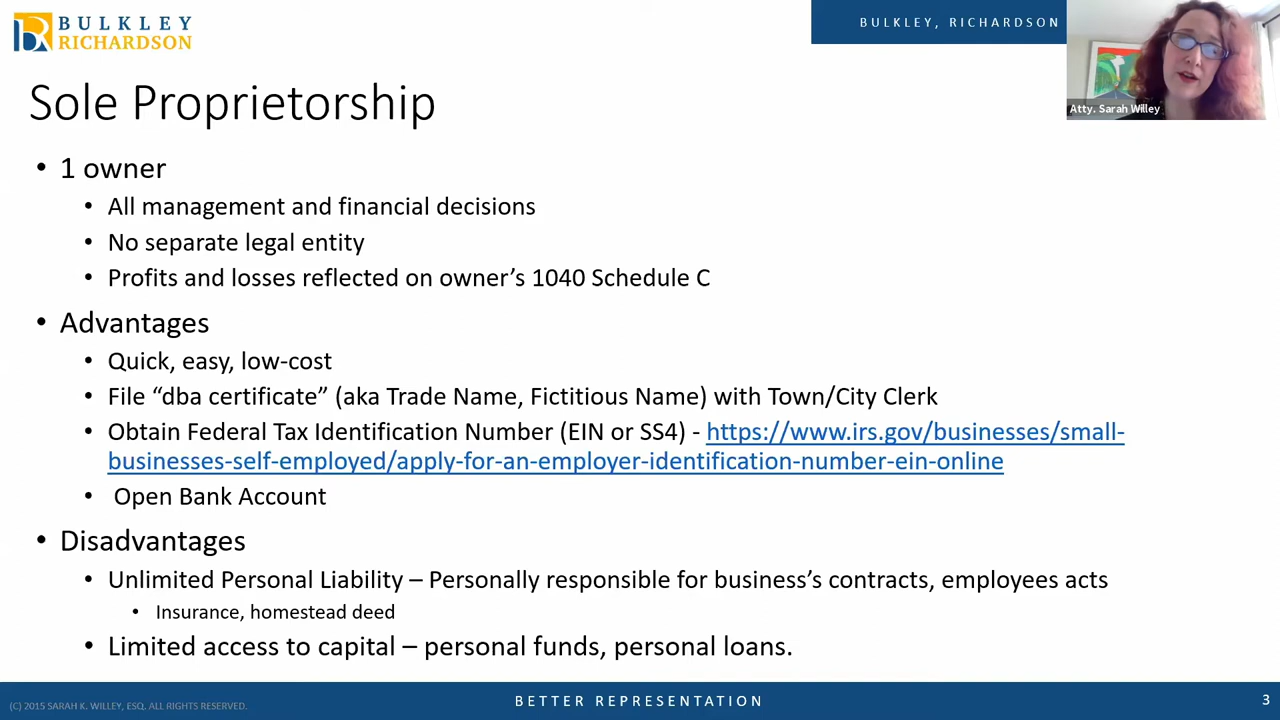 BULKLEY
RICHARDSON
BULKLEY, RICHARDSON
Atty. Sarah Willey
Sole Proprietorship
• 1 owner
• All management and financial decisions
• No separate legal entity
• Profits and losses reflected on owner’s 1040 Schedule C
• Advantages
• Quick, easy, low-cost
• File “dba certificate” (aka Trade Name, Fictitious Name) with Town/City Clerk
• Obtain Federal Tax Identification Number (EIN or SS4) - https://www.irs.gov/businesses/small-
businesses-self-employed/apply-for-an-employer-identification-number-ein-online
• Open Bank Account
• Disadvantages
• Unlimited Personal Liability – Personally responsible for business’s contracts, employees acts
• Insurance, homestead deed
• Limited access to capital – personal funds, personal loans.
(C) 2015 SARAH K. WILLEY, ESQ. ALL RIGHTS RESERVED.
BETTER REPRESENTATION
3